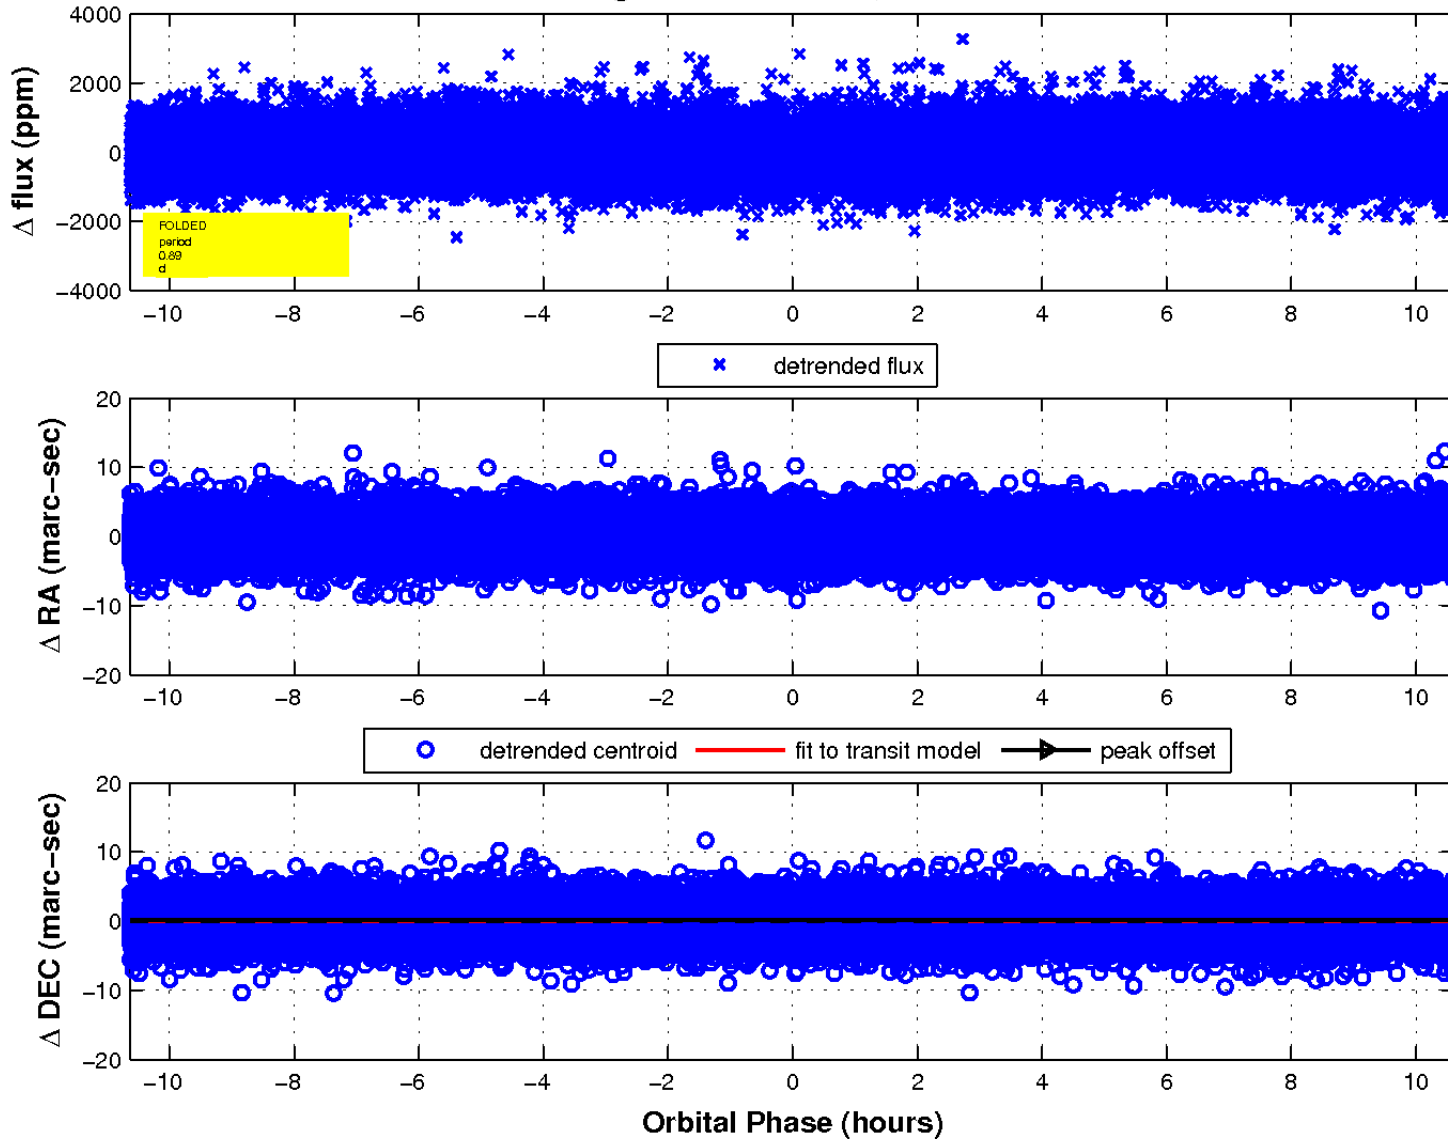 4000
2000
0
−2000
−4000
Δ flux (ppm)
FOLDED
period
0.89
d
−10 −8 −6 −4 −2 0 2 4 6 8 10
detrended flux
20
10
0
−10
−20
Δ RA (marc−sec)
−10 −8 −6 −4 −2 0 2 4 6 8 10
detrended centroid fit to transit model peak offset
20
10
0
−10
−20
Δ DEC (marc−sec)
−10 −8 −6 −4 −2 0 2 4 6 8 10
Orbital Phase (hours)